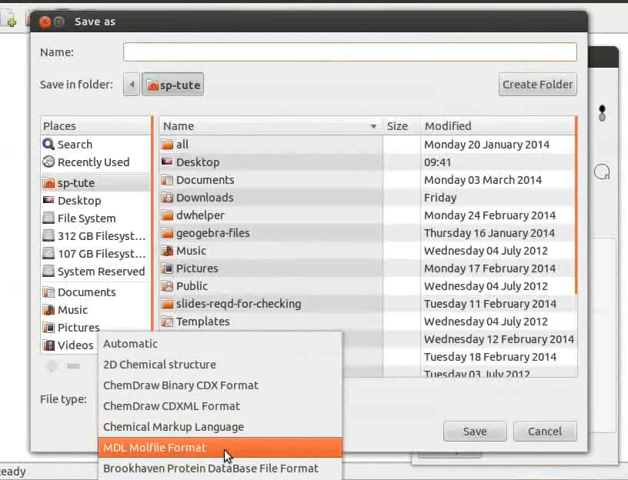 Save as
Name:
Save in folder: sp-tute Create Folder
Places Name Size Modified
Search all Monday 20 January 2014
Recently Used Desktop 09:41
sp-tute Documents Monday 03 March 2014
Desktop Downloads Friday
File System dwhelper Monday 24 February 2014
312 GB Filesyst... geogebra-files Thursday 16 January 2014
107 GB Filesyst... Music Wednesday 04 July 2012
System Reserved Pictures Monday 17 February 2014
Documents Public Wednesday 04 July 2012
Music slides-reqd-for-checking Tuesday 11 February 2014
Pictures Templates Wednesday 04 July 2012
Videos Wednesday 12 February 2014
Tuesday 18 February 2014
Tuesday 25 February 2014
File type:
Automatic
2D Chemical structure
ChemDraw Binary CDX Format
ChemDraw CDXML Format
Chemical Markup Language
MDL Molfile Format
Brookhaven Protein DataBase File Format
Save Cancel
eady